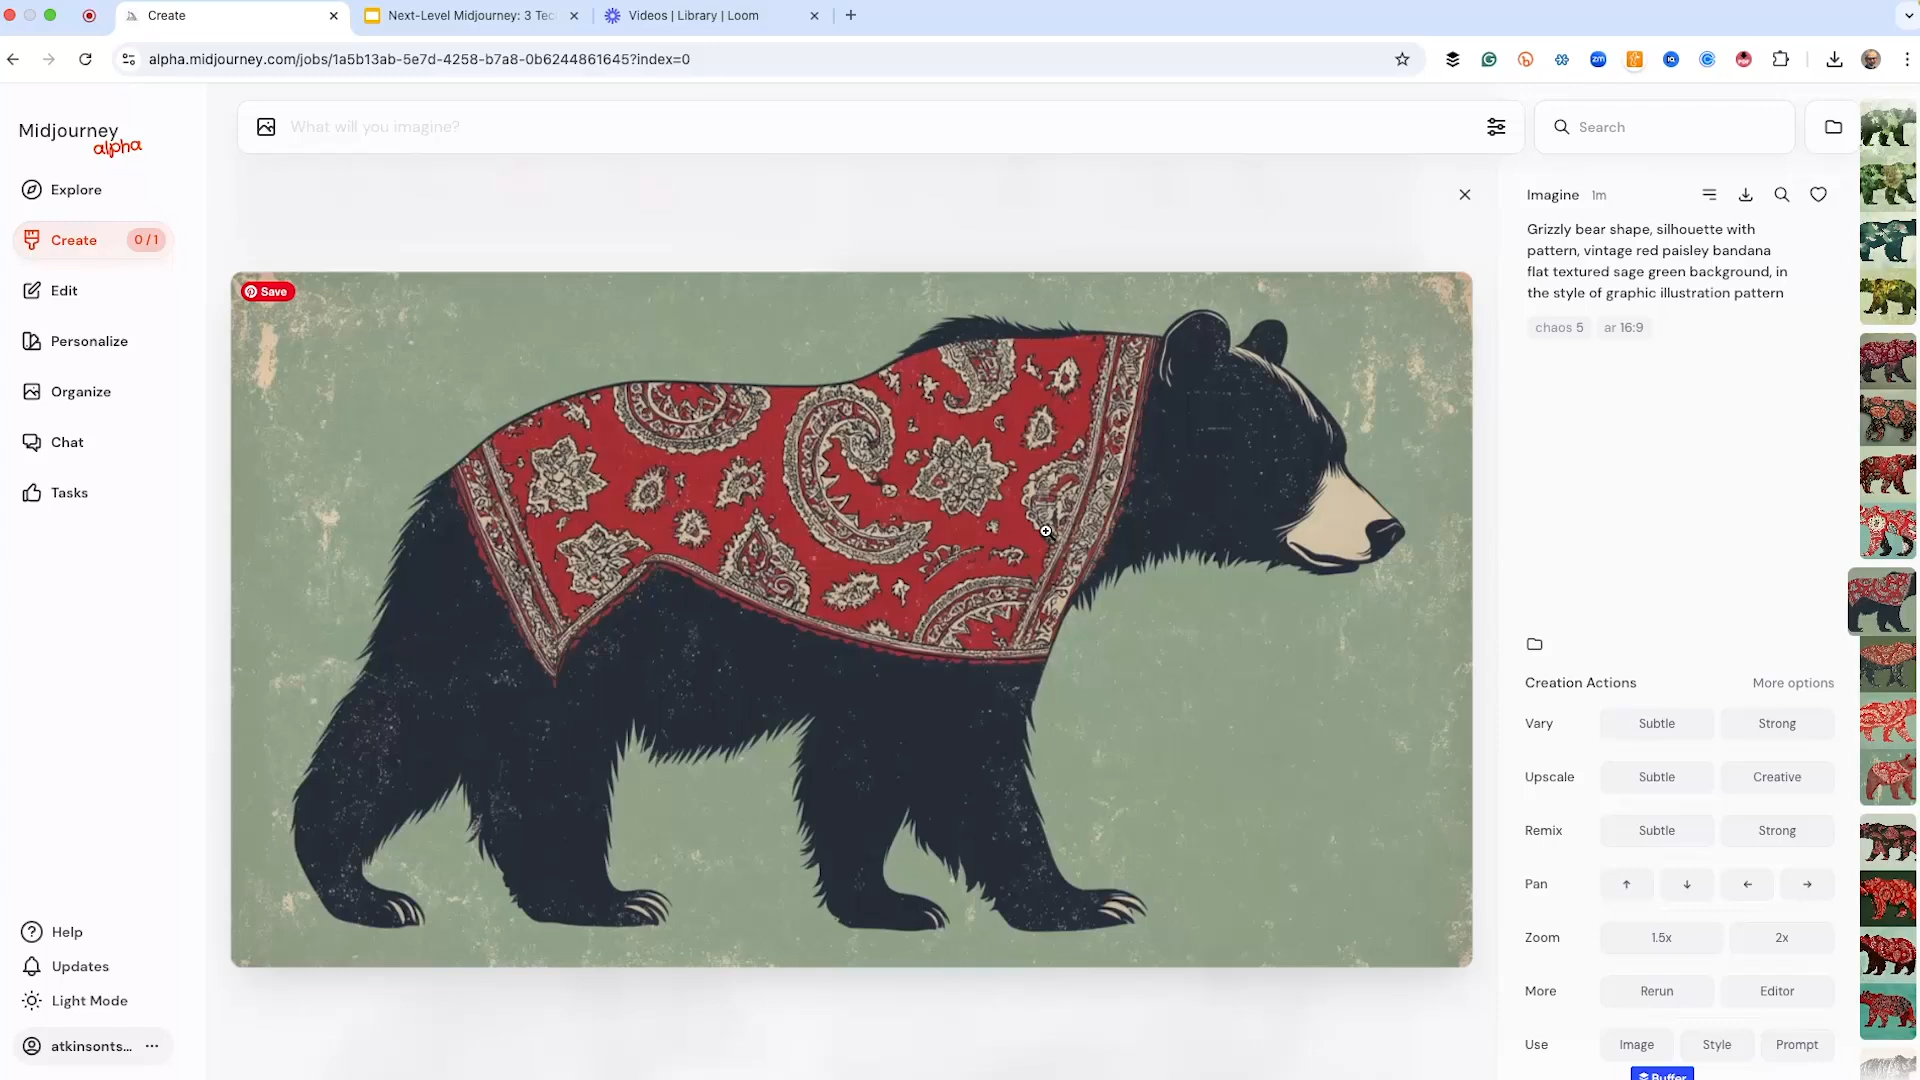 Create
Next-Level Midjourney: 3 Tec
Videos | Library | Loom
alpha.midjourney.com/jobs/1a5b13ab-5e7d-4258-b7a8-0b6244861645?index=0
Midjourney
alpha
What will you imagine?
Search
Explore
Create 0 / 1
Edit
Personalize
Organize
Chat
Tasks
Help
Updates
Light Mode
atkinsonts...
Save
Imagine 1m
Grizzly bear shape, silhouette with
pattern, vintage red paisley bandana
flat textured sage green background, in
the style of graphic illustration pattern
chaos 5 ar 16:9
Creation Actions More options
Vary Subtle Strong
Upscale Subtle Creative
Remix Subtle Strong
Pan
Zoom 1.5x 2x
More Rerun Editor
Use Image Style Prompt
Buffer